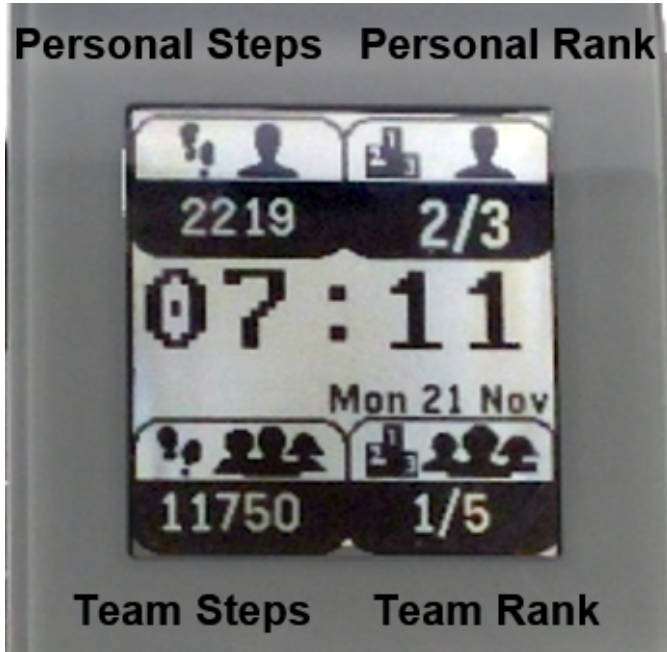 Personal Steps Personal Rank
2219 2/3
07:11
Mon 21 Nov
11750 1/5
Team Steps Team Rank